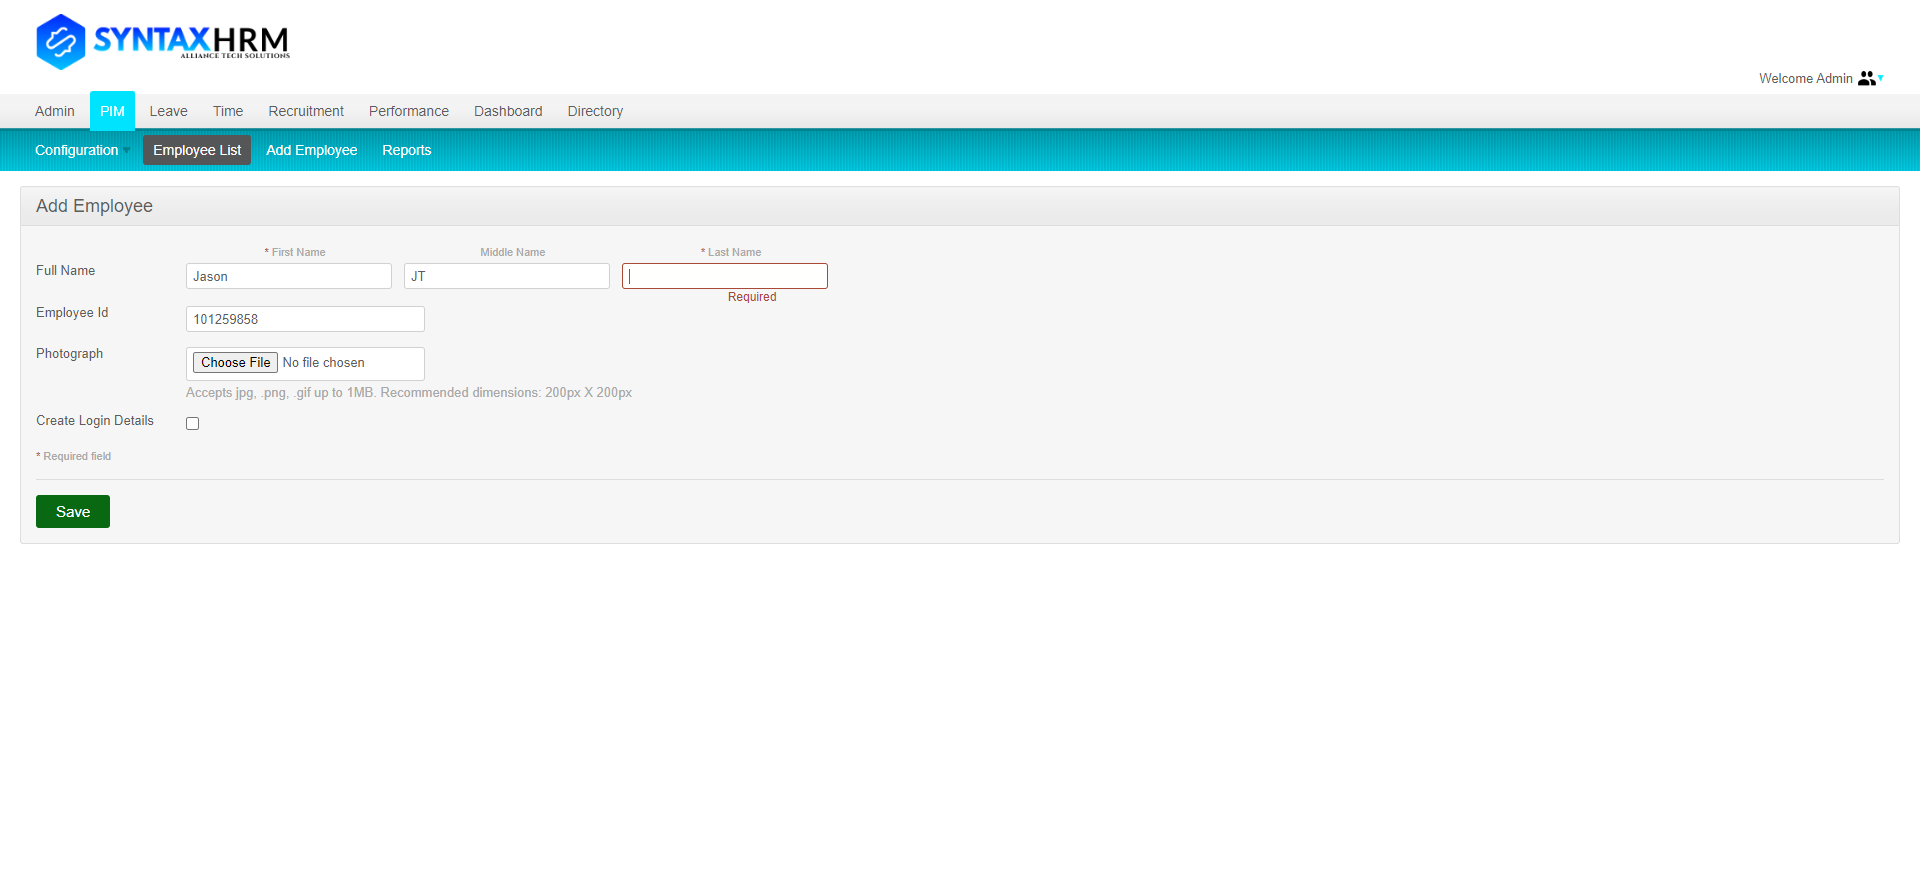 SYNTAXHRM
ALLIANCE TECH SOLUTIONS
Welcome Admin
Admin PIM Leave Time Recruitment Performance Dashboard Directory
Configuration Employee List Add Employee Reports
Add Employee
* First Name Middle Name * Last Name
Full Name Jason JT
Required
Employee Id 101259858
Photograph Choose File No file chosen
Accepts jpg, .png, .gif up to 1MB. Recommended dimensions: 200px X 200px
Create Login Details
* Required field
Save